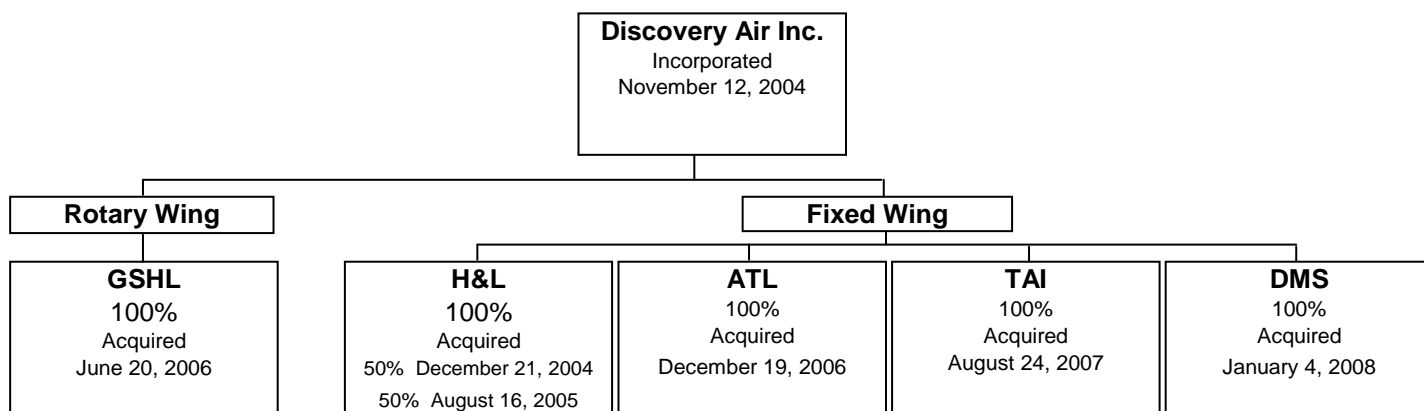 Discovery Air Inc.
Incorporated
November 12, 2004
Rotary Wing
Fixed Wing
GSHL
100%
Acquired
June 20, 2006
H&L
100%
Acquired
50% December 21, 2004
50% August 16, 2005
ATL
100%
Acquired
December 19, 2006
TAI
100%
Acquired
August 24, 2007
DMS
100%
Acquired
January 4, 2008